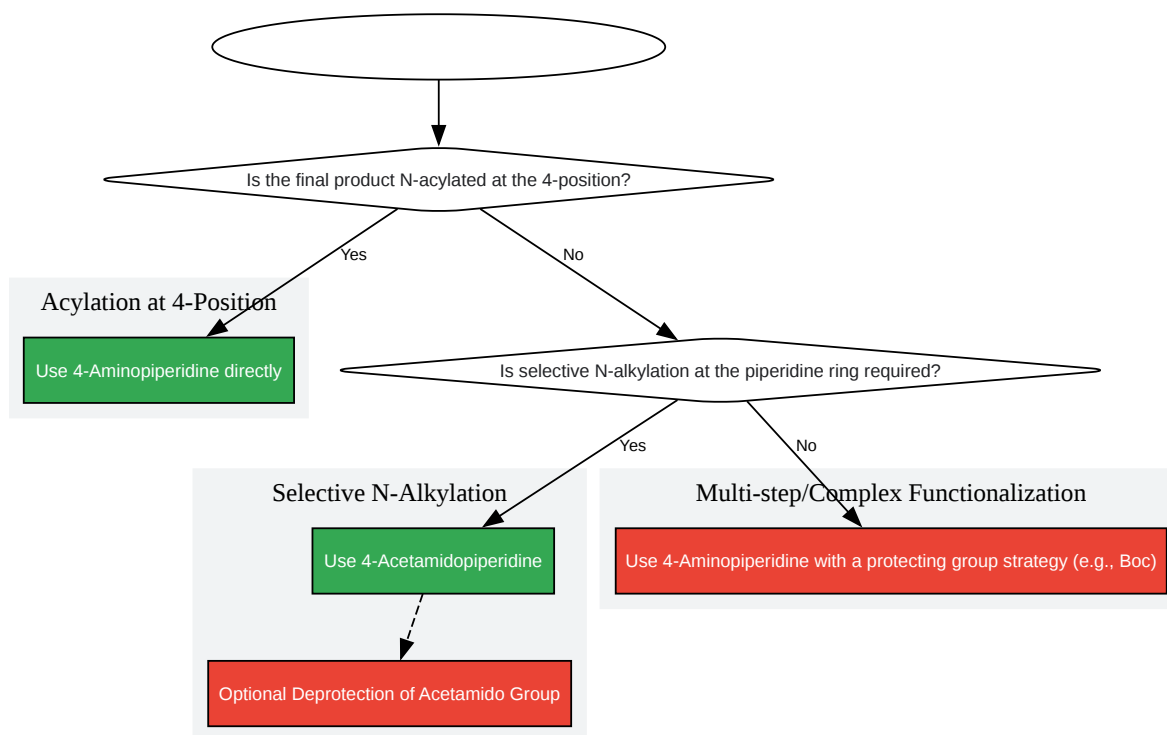 Is the final product N-acylated at the 4-position?
Yes
No
Acylation at 4-Position
Use 4-Aminopiperidine directly
Is selective N-alkylation at the piperidine ring required?
Yes
No
Selective N-Alkylation
Multi-step/Complex Functionalization
Use 4-Acetamidopiperidine
Use 4-Aminopiperidine with a protecting group strategy (e.g., Boc)
Optional Deprotection of Acetamido Group